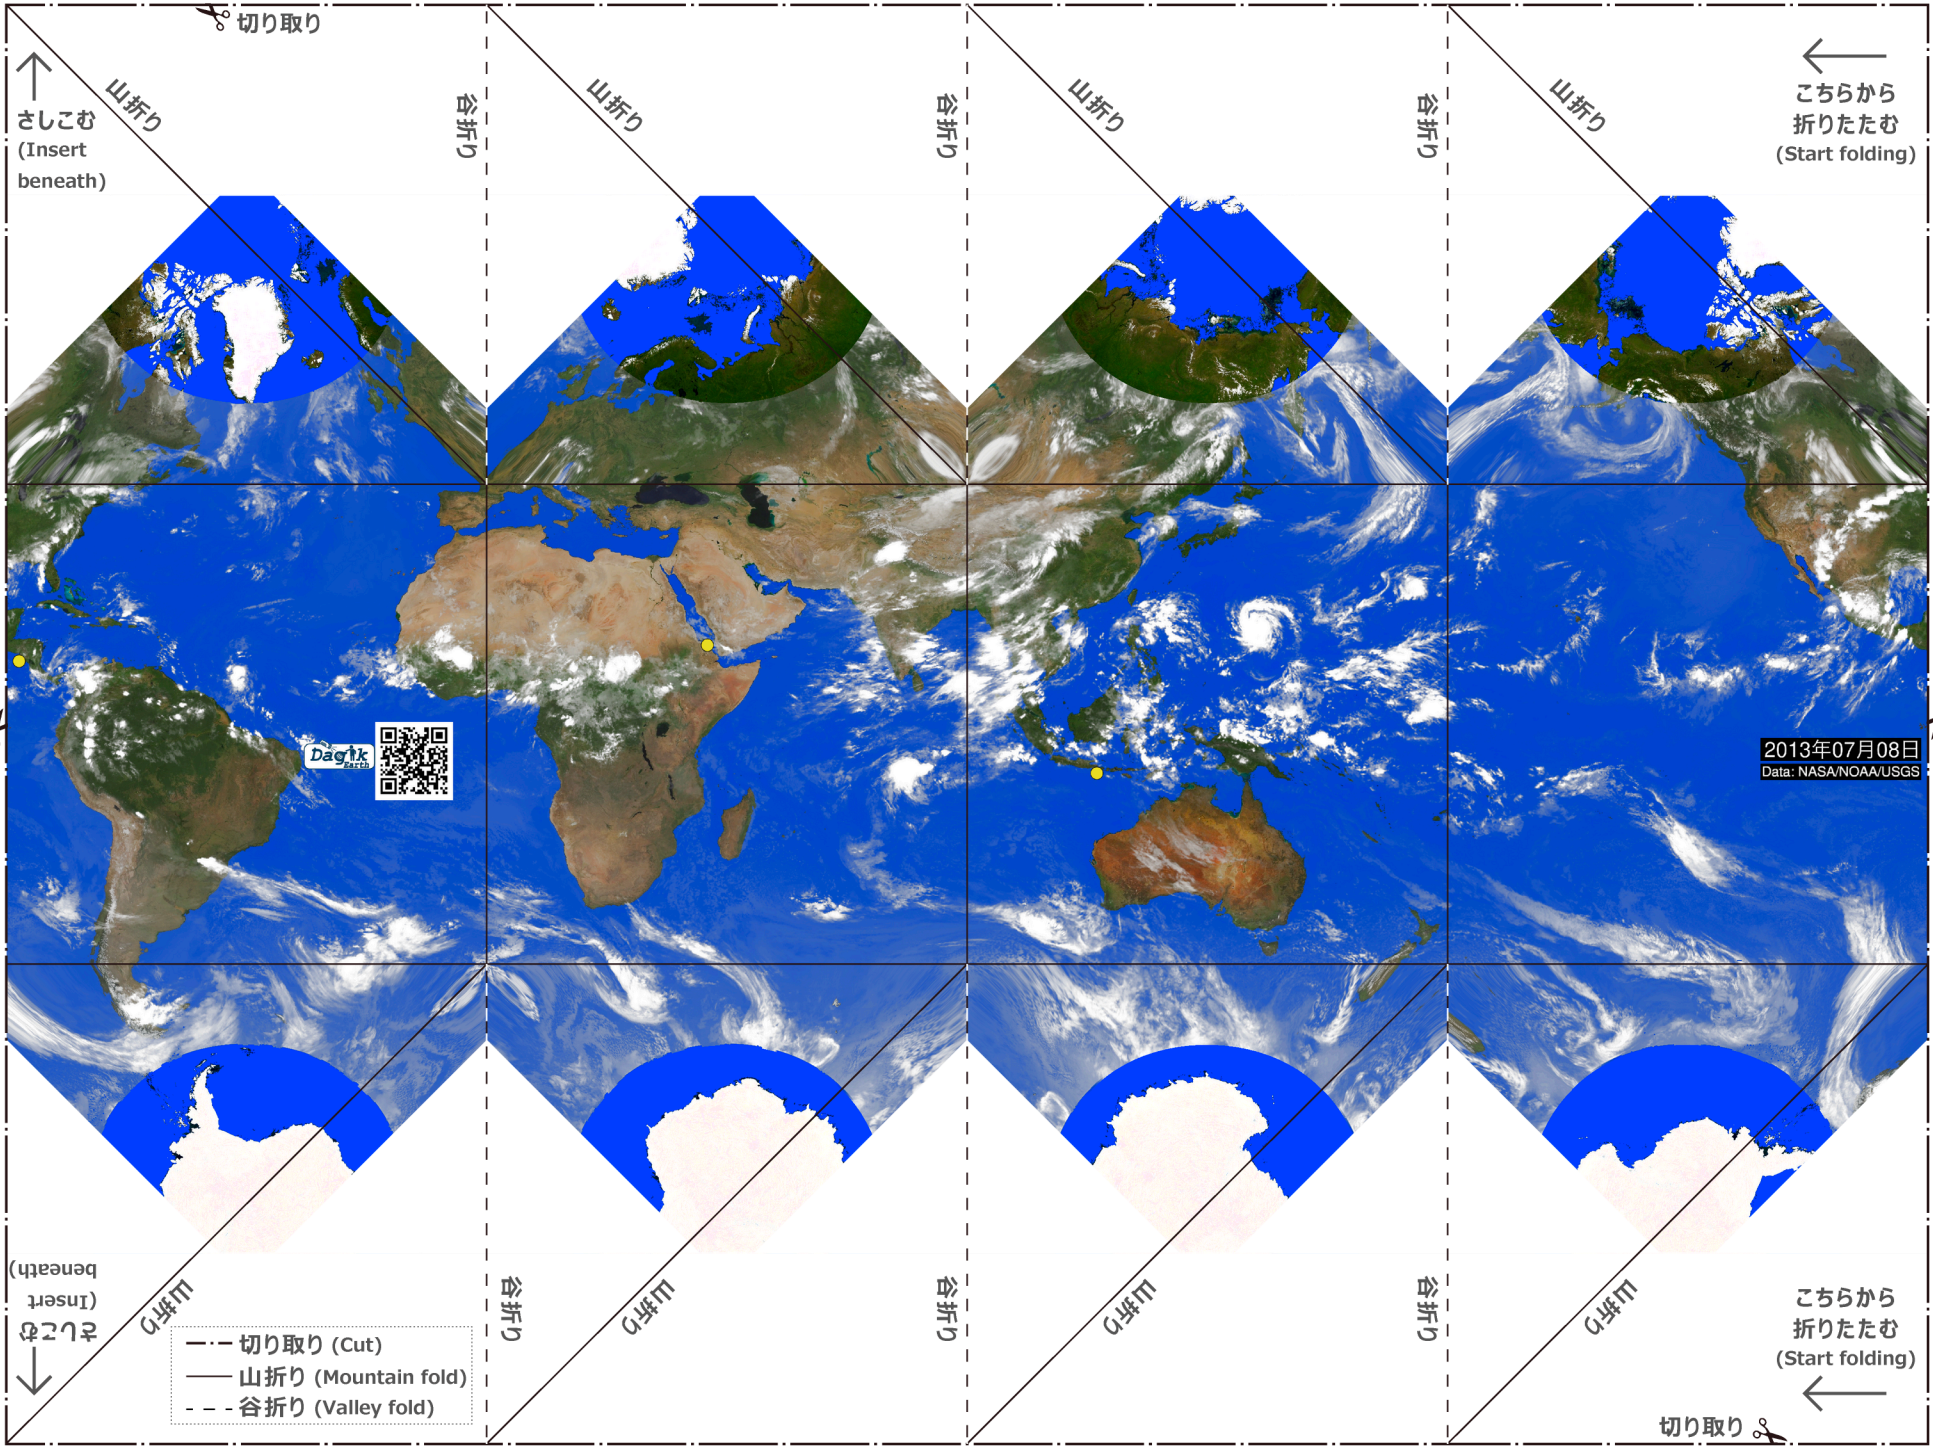 切り取り
山折り
谷折り
山折り
谷折り
山折り
谷折り
山折り
さしこむ
(Insert
beneath)
こちらから
折りたたむ
(Start folding)
Dagik
Earth
2013年07月08日
Data: NASA/NOAA/USGS
さしこむ
(Insert
beneath)
山折り
谷折り
山折り
谷折り
山折り
谷折り
山折り
こちらから
折りたたむ
(Start folding)
切り取り (Cut)
山折り (Mountain fold)
谷折り (Valley fold)
切り取り